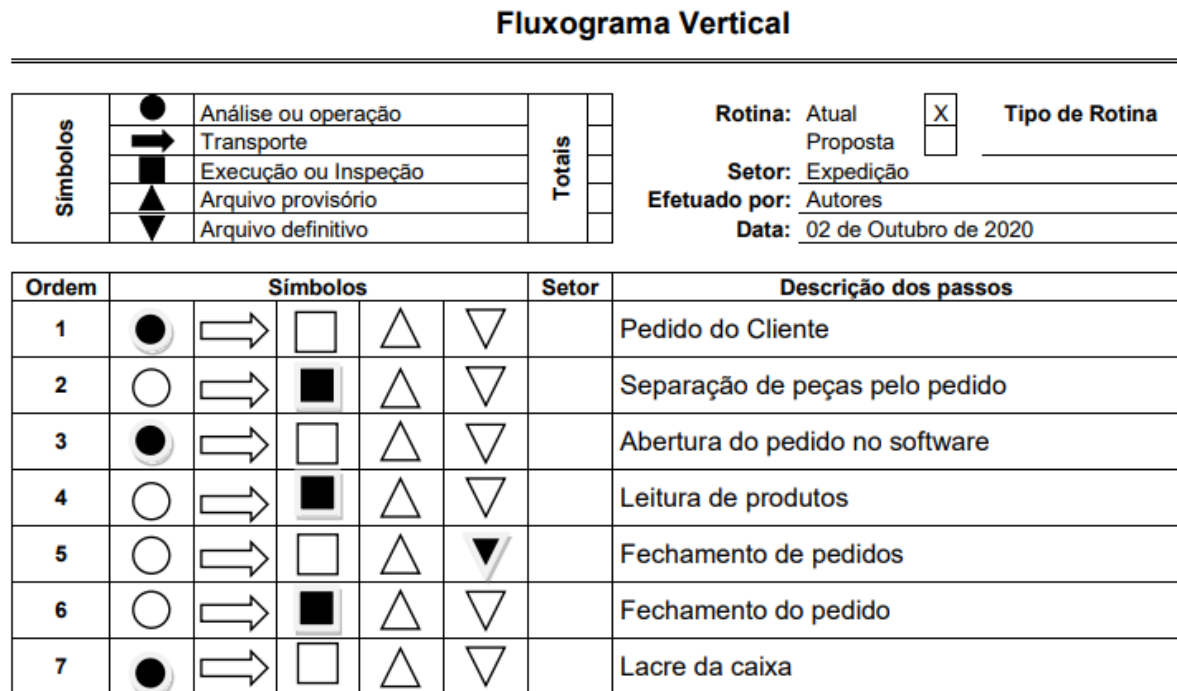 Fluxograma Vertical
Símbolos
Análise ou operação
Transporte
Execução ou Inspeção
Arquivo provisório
Arquivo definitivo
Totais
Rotina: Atual X Tipo de Rotina
Proposta
Setor: Expedição
Efetuado por: Autores
Data: 02 de Outubro de 2020
Ordem Símbolos Setor Descrição dos passos
1 Pedido do Cliente
2 Separação de peças pelo pedido
3 Abertura do pedido no software
4 Leitura de produtos
5 Fechamento de pedidos
6 Fechamento do pedido
7 Lacre da caixa